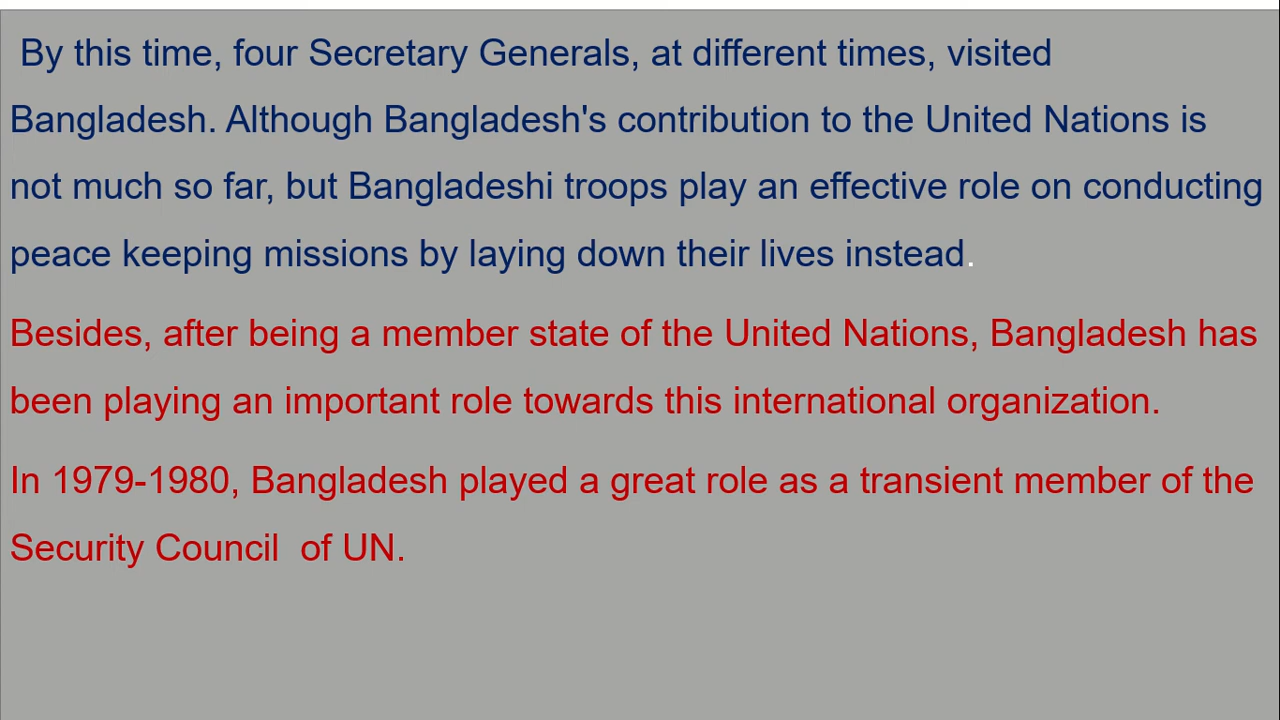 By this time, four Secretary Generals, at different times, visited
Bangladesh. Although Bangladesh's contribution to the United Nations is
not much so far, but Bangladeshi troops play an effective role on conducting
peace keeping missions by laying down their lives instead.
Besides, after being a member state of the United Nations, Bangladesh has
been playing an important role towards this international organization.
In 1979-1980, Bangladesh played a great role as a transient member of the
Security Council  of UN.